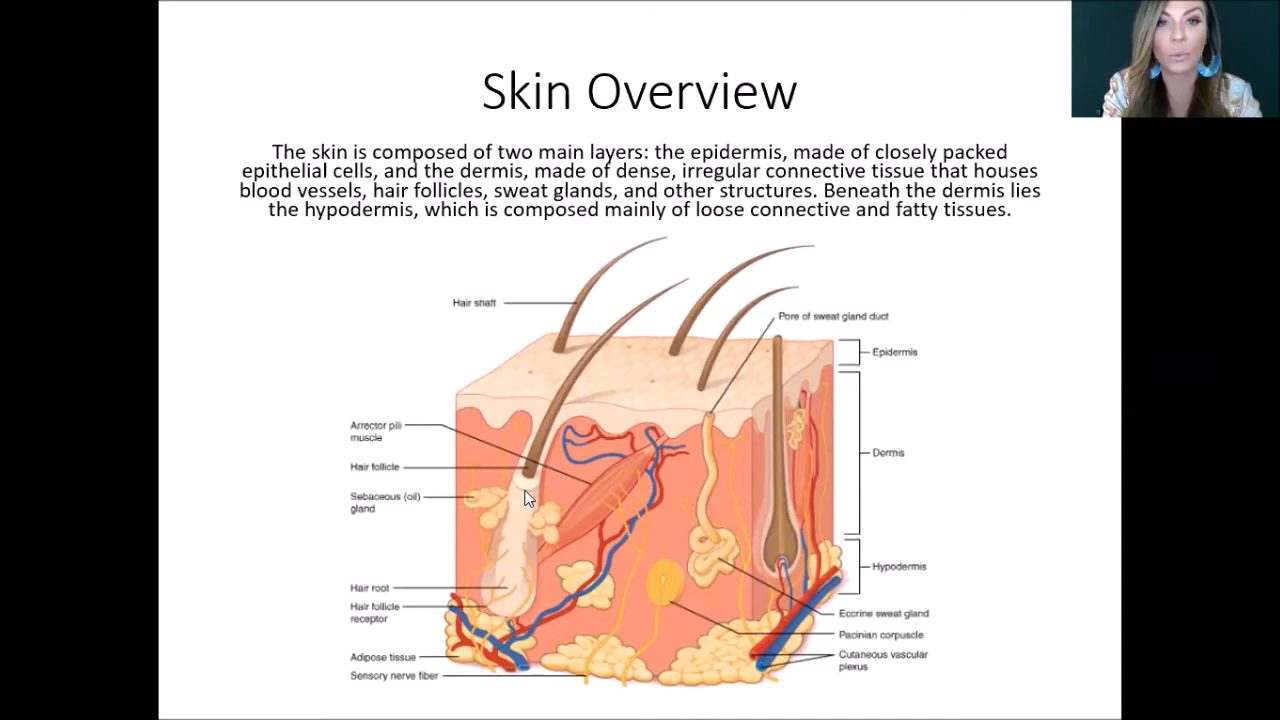 Skin Overview
The skin is composed of two main layers: the epidermis, made of closely packed
epithelial cells, and the dermis, made of dense, irregular connective tissue that houses
blood vessels, hair follicles, sweat glands, and other structures. Beneath the dermis lies
the hypodermis, which is composed mainly of loose connective and fatty tissues.
Hair shaft
Pore of sweat gland duct
Epidermis
Arrector pili
muscle
Dermis
Hair follicle
Sebaceous (oil)
gland
Hypodermis
Hair root
Hair follicle
receptor
Eccrine sweat gland
Pacinian corpuscle
Adipose tissue
Cutaneous vascular
plexus
Sensory nerve fiber